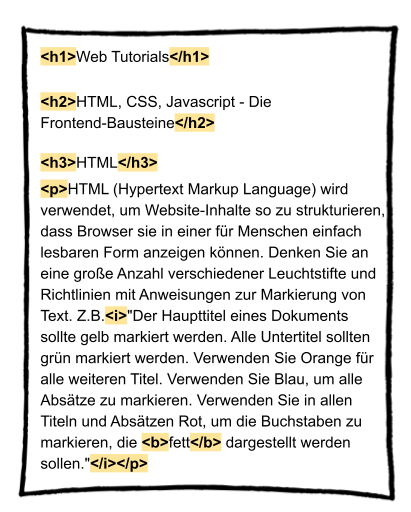 <h1>Web Tutorials</h1>
<h2>HTML, CSS, Javascript - Die
Frontend-Bausteine</h2>
<h3>HTML</h3>
<p>HTML (Hypertext Markup Language) wird
verwendet, um Website-Inhalte so zu strukturieren,
dass Browser sie in einer für Menschen einfach
lesbaren Form anzeigen können. Denken Sie an
eine große Anzahl verschiedener Leuchtstifte und
Richtlinien mit Anweisungen zur Markierung von
Text. Z.B.<i>"Der Haupttitel eines Dokuments
sollte gelb markiert werden. Alle Untertitel sollten
grün markiert werden. Verwenden Sie Orange für
alle weiteren Titel. Verwenden Sie Blau, um alle
Absätze zu markieren. Verwenden Sie in allen
Titeln und Absätzen Rot, um die Buchstaben zu
markieren, die <b>fett</b> dargestellt werden
sollen."</i></p>